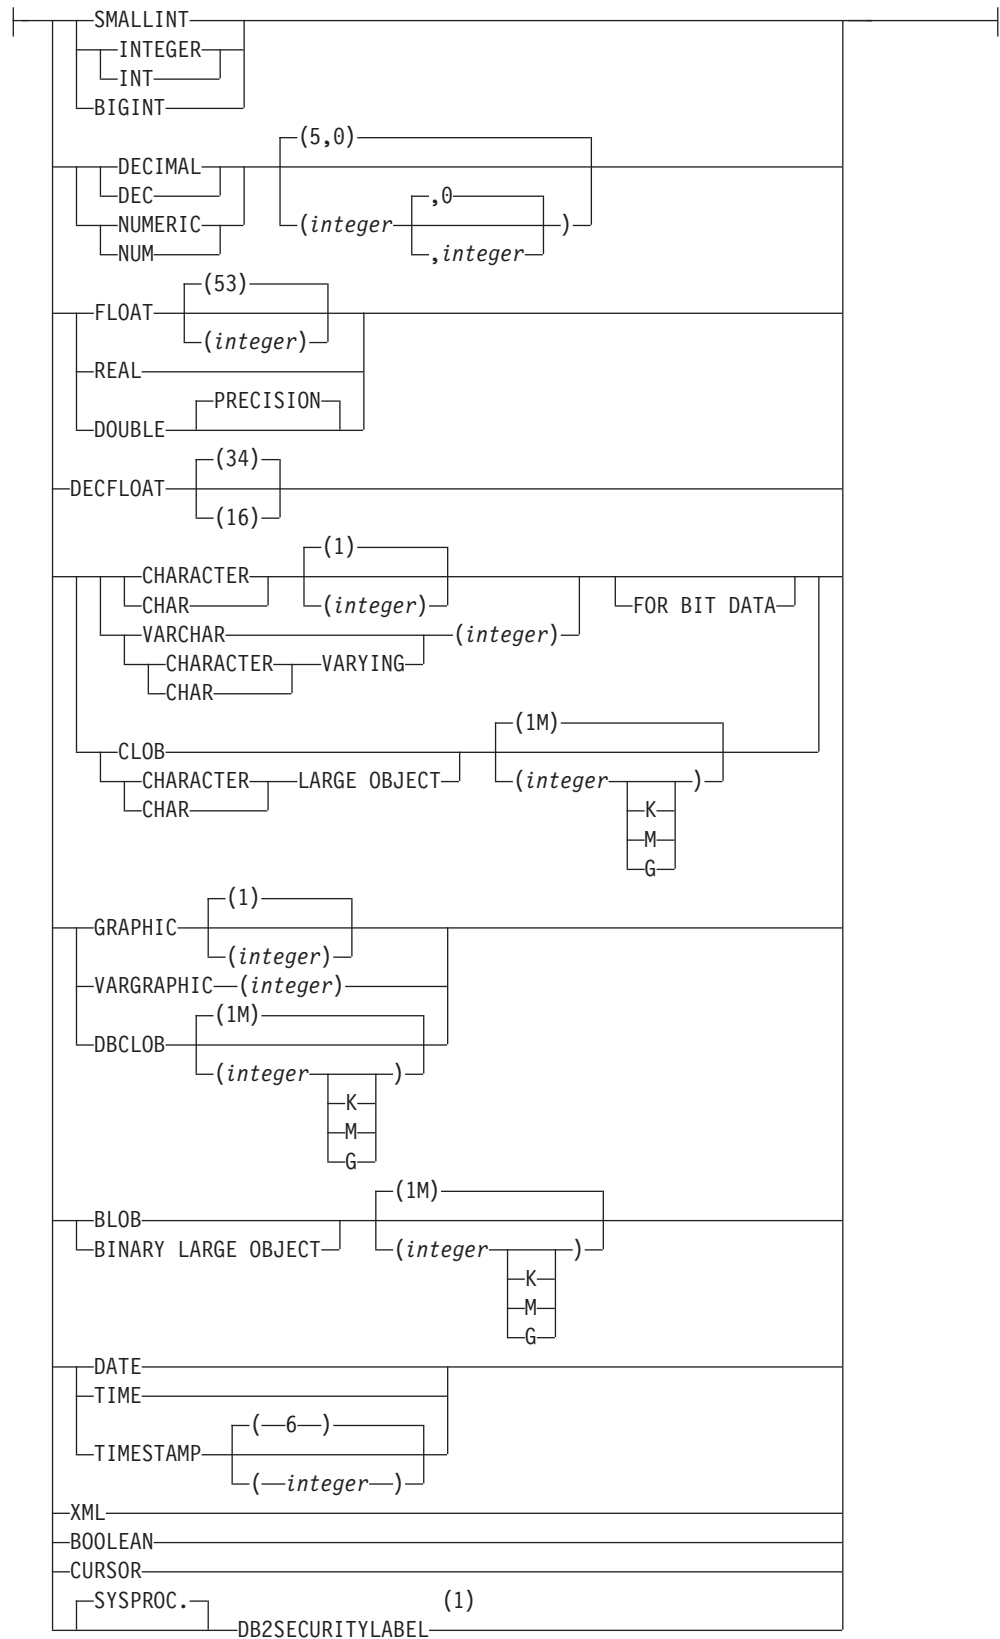 SMALLINT
INTEGER
INT
BIGINT
(5,0)
DECIMAL
DEC
,0
NUMERIC
(integer )
NUM
,integer
(53)
FLOAT
(integer)
REAL
PRECISION
DOUBLE
(34)
DECFLOAT
(16)
(1)
CHARACTER
CHAR
(integer)
FOR BIT DATA
VARCHAR
(integer)
CHARACTER
VARYING
CHAR
(1M)
CLOB
CHARACTER
LARGE OBJECT
(integer )
CHAR
K
M
G
(1)
GRAPHIC
(integer)
VARGRAPHIC (integer)
(1M)
DBCLOB
(integer )
K
M
G
(1M)
BLOB
BINARY LARGE OBJECT
(integer )
K
M
G
DATE
TIME
( 6 )
TIMESTAMP
( integer )
XML
BOOLEAN
CURSOR
SYSPROC.
(1)
DB2SECURITYLABEL